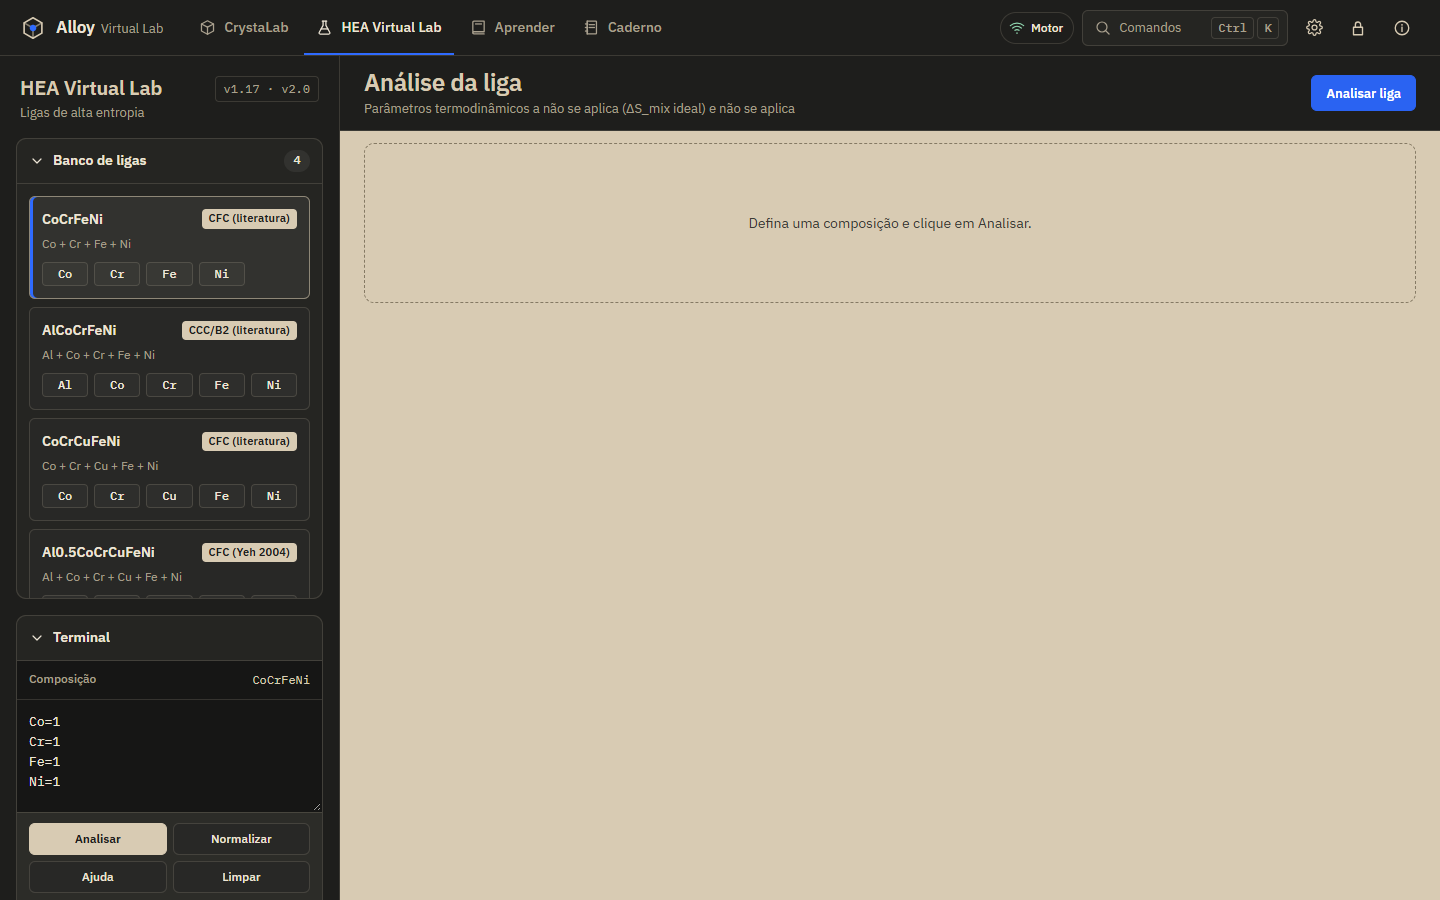 Alloy Virtual Lab
CrystaLab
HEA Virtual Lab
Aprender
Caderno
Motor
Comandos
Ctrl K
HEA Virtual Lab
v1.17 · v2.0
Ligas de alta entropia
Banco de ligas
4
CoCrFeNi
CFC (literatura)
Co + Cr + Fe + Ni
Co Cr Fe Ni
AlCoCrFeNi
CCC/B2 (literatura)
Al + Co + Cr + Fe + Ni
Al Co Cr Fe Ni
CoCrCuFeNi
CFC (literatura)
Co + Cr + Cu + Fe + Ni
Co Cr Cu Fe Ni
Al0.5CoCrCuFeNi
CFC (Yeh 2004)
Al + Co + Cr + Cu + Fe + Ni
Terminal
Composição
CoCrFeNi
Co=1
Cr=1
Fe=1
Ni=1
Analisar
Normalizar
Ajuda
Limpar
Análise da liga
Parâmetros termodinâmicos a não se aplica (ΔS_mix ideal) e não se aplica
Analisar liga
Defina uma composição e clique em Analisar.